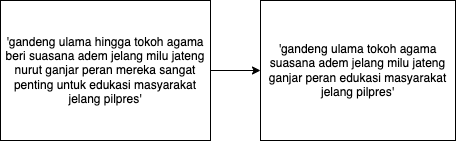 'gandeng ulama hingga tokoh agama
beri suasana adem jelang milu jateng
nurut ganjar peran mereka sangat
penting untuk edukasi masyarakat
jelang pilpres'
'gandeng ulama tokoh agama
suasana adem jelang milu jateng
ganjar peran edukasi masyarakat
jelang pilpres'